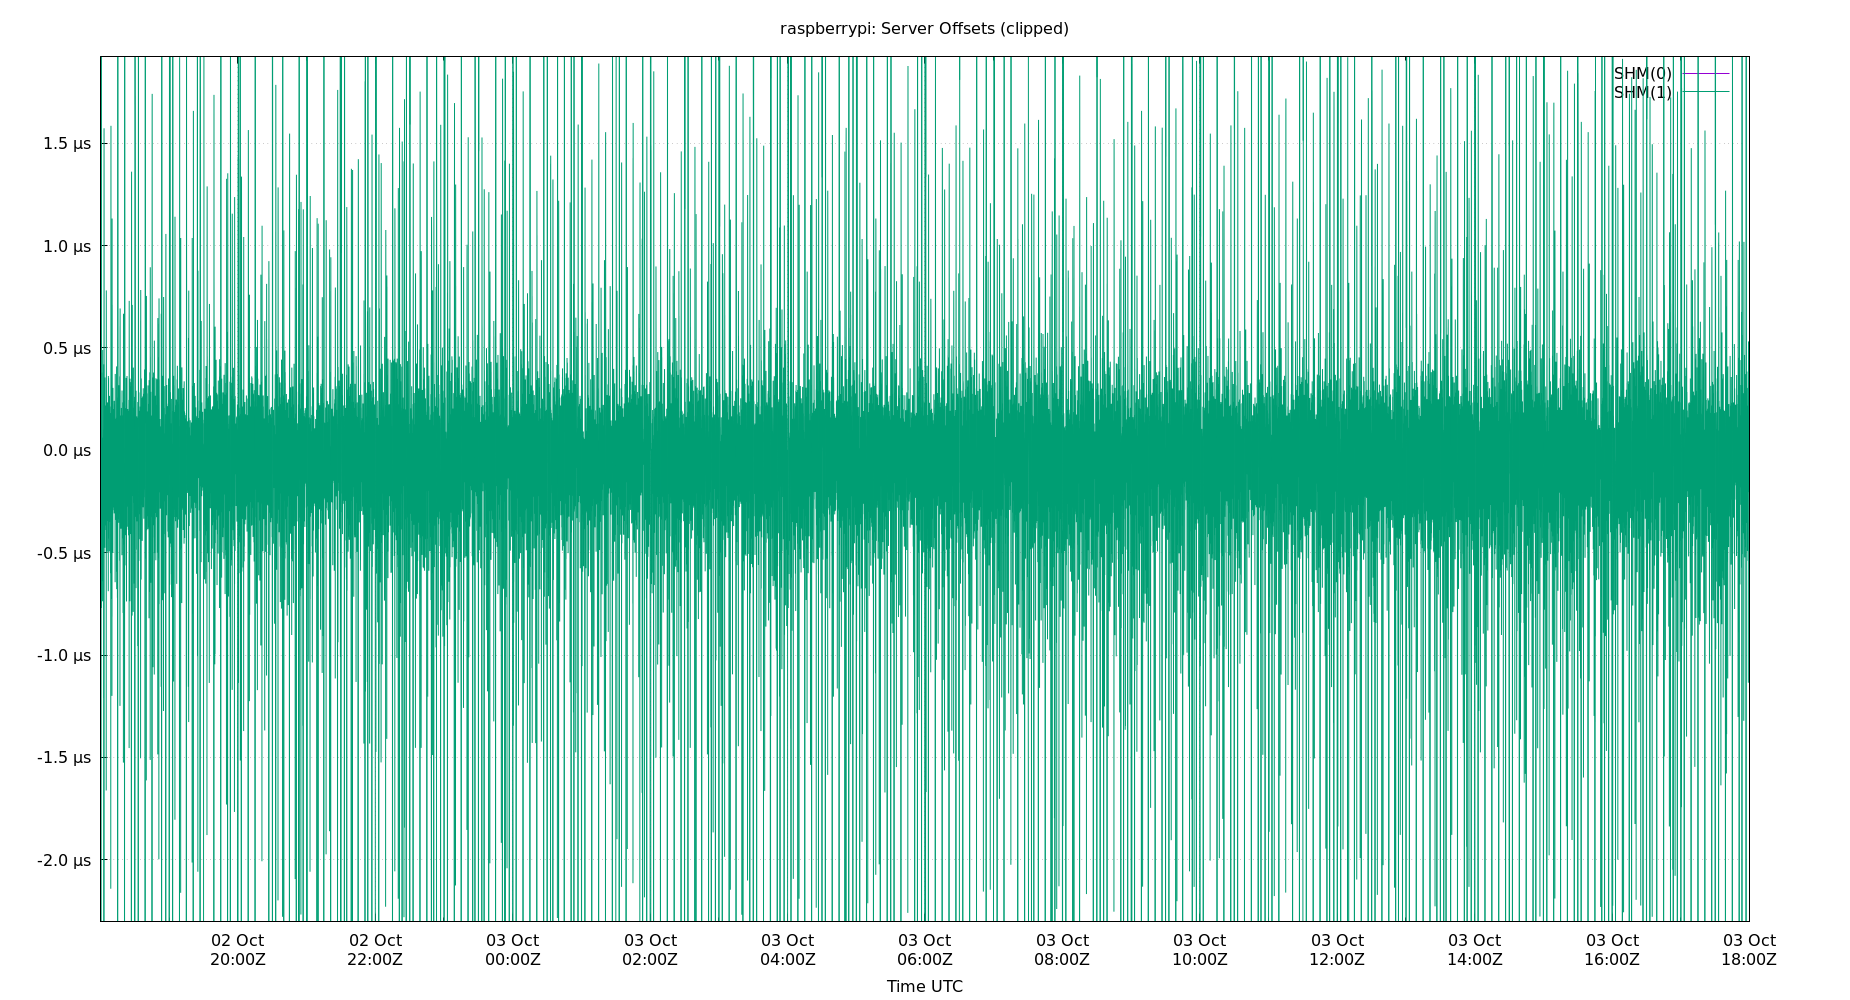 raspberrypi: Server Offsets (clipped)
SHM(0)
SHM(1)
1.5 µs
1.0 µs
0.5 µs
0.0 µs
-0.5 µs
-1.0 µs
-1.5 µs
-2.0 µs
02 Oct 02 Oct 03 Oct 03 Oct 03 Oct 03 Oct 03 Oct 03 Oct 03 Oct 03 Oct 03 Oct 03 Oct
20:00Z 22:00Z 00:00Z 02:00Z 04:00Z 06:00Z 08:00Z 10:00Z 12:00Z 14:00Z 16:00Z 18:00Z
Time UTC